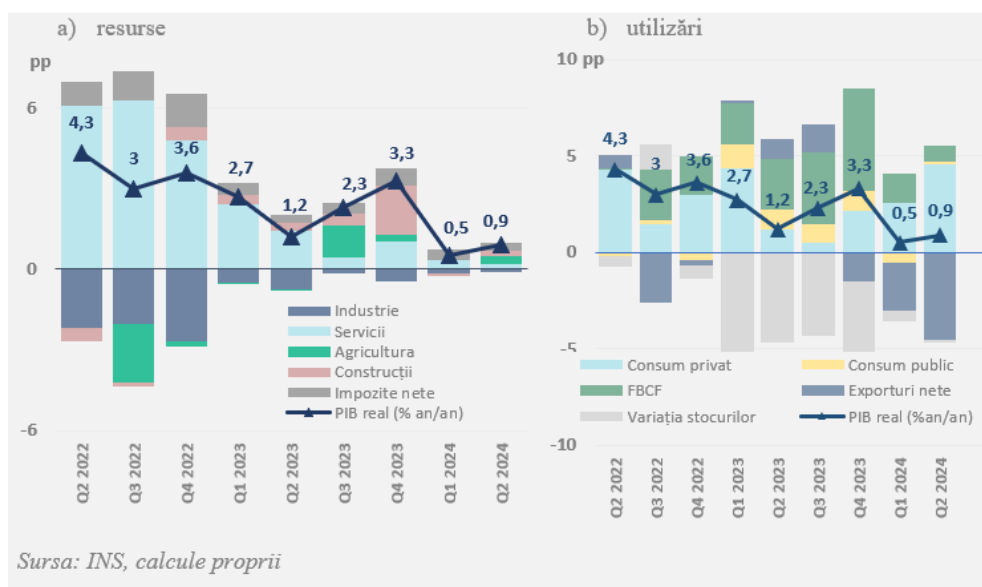 a) resurse
pp
6
0
-6
4,3
3
3,6
2,7
1,2
2,3
3,3
0,5
0,9
Industrie
Servicii
Agricultura
Construcții
Impozite nete
PIB real (% an/an)
Q2 2022
Q3 2022
Q4 2022
Q1 2023
Q2 2023
Q3 2023
Q4 2023
Q1 2024
Q2 2024
b) utilizări
10 pp
5
0
-5
-10
4,3
3
3,6
2,7
1,2
2,3
3,3
0,5
0,9
Consum privat
Consum public
FBCF
Exporturi nete
Variația stocurilor
PIB real (%an/an)
Q2 2022
Q3 2022
Q4 2022
Q1 2023
Q2 2023
Q3 2023
Q4 2023
Q1 2024
Q2 2024
Sursa: INS, calcule proprii